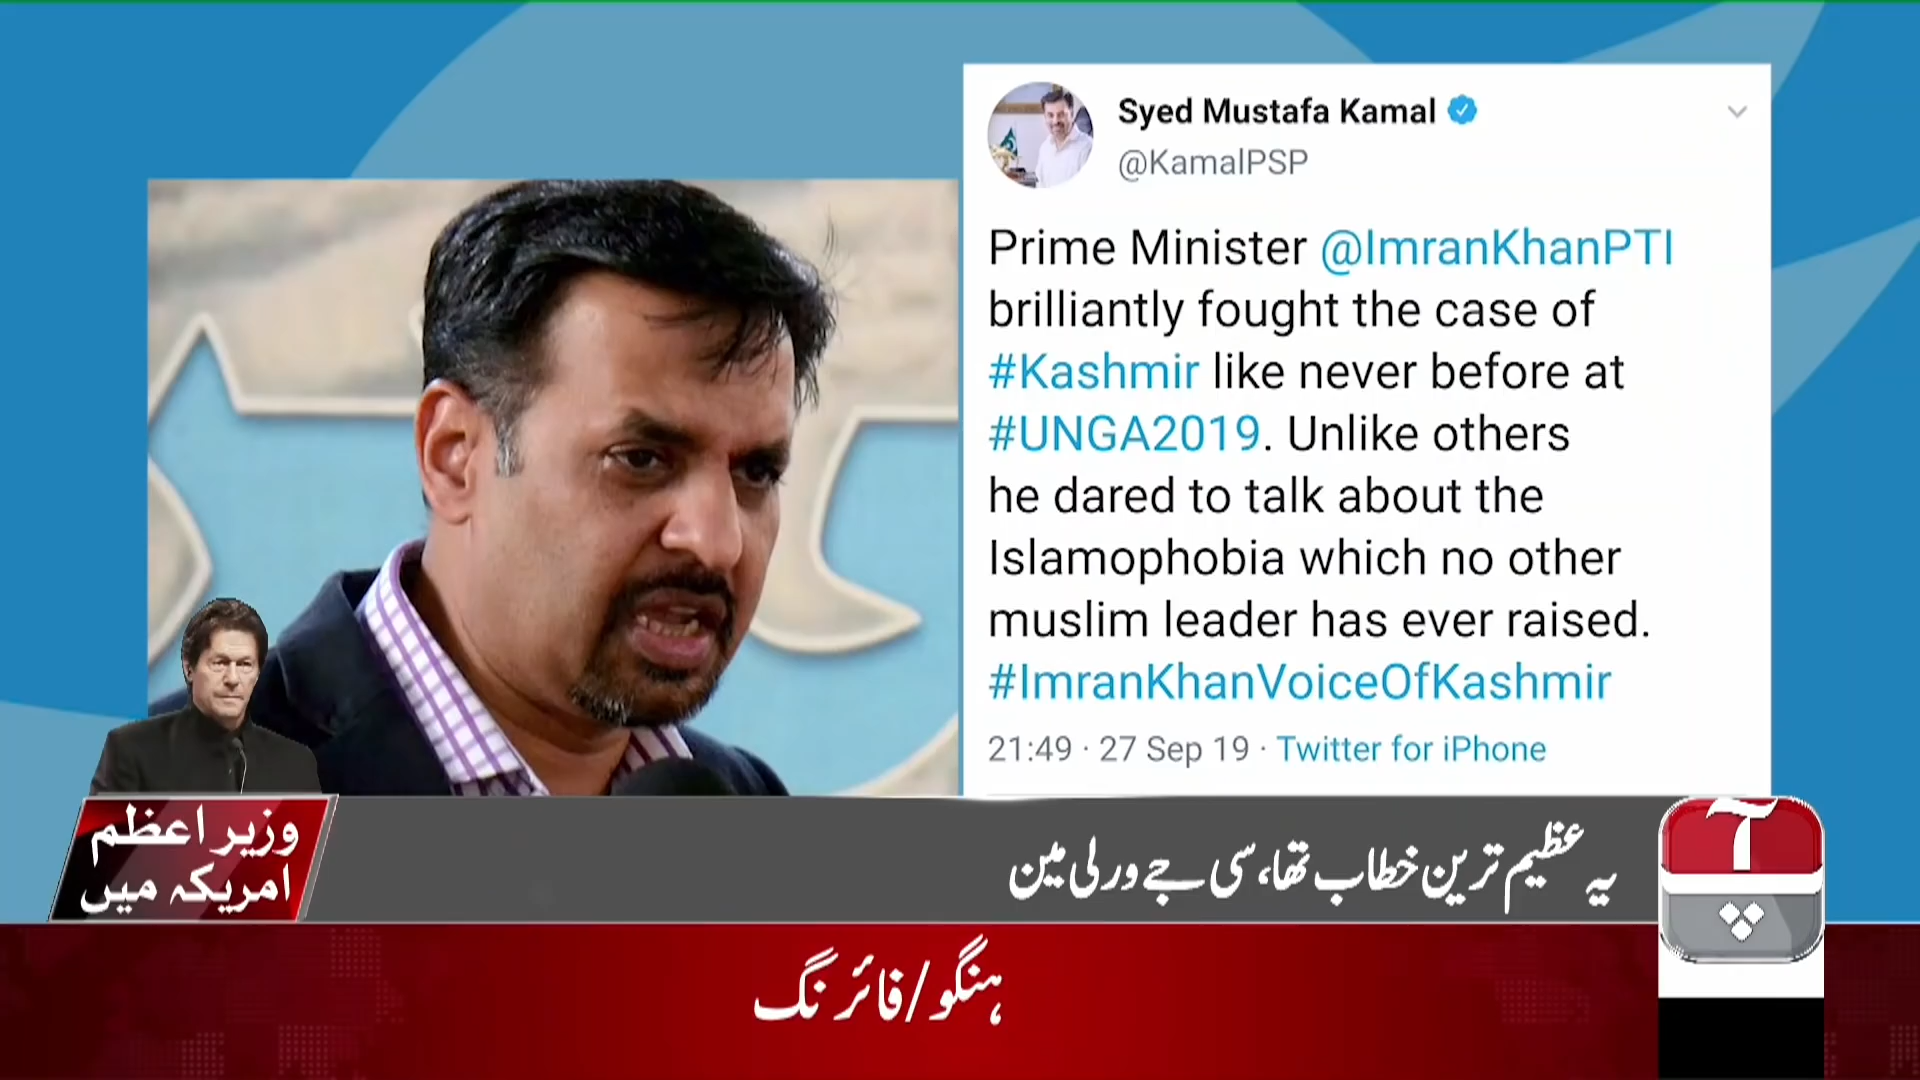 Syed Mustafa Kamal
@KamalPSP
Prime Minister @ImranKhanPTI
brilliantly fought the case of
#Kashmir like never before at
#UNGA2019. Unlike others
he dared to talk about the
Islamophobia which no other
muslim leader has ever raised.
#ImranKhanVoiceOfKashmir
21:49 · 27 Sep 19 · Twitter for iPhone
وزیر اعظم
امریکہ میں
یہ عظیم ترین خطاب تھا، سی جے ورلی مین
آپ
ہنگو/فائرنگ